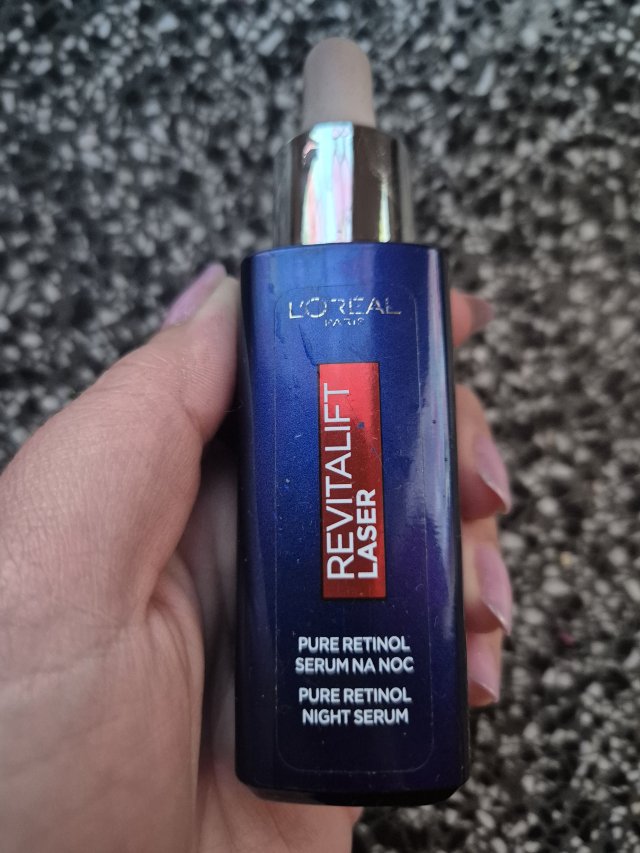 L'ORÉAL
PARIS
REVITALIFT
LASER
PURE RETINOL
SERUM NA NOC
PURE RETINOL
NIGHT SERUM